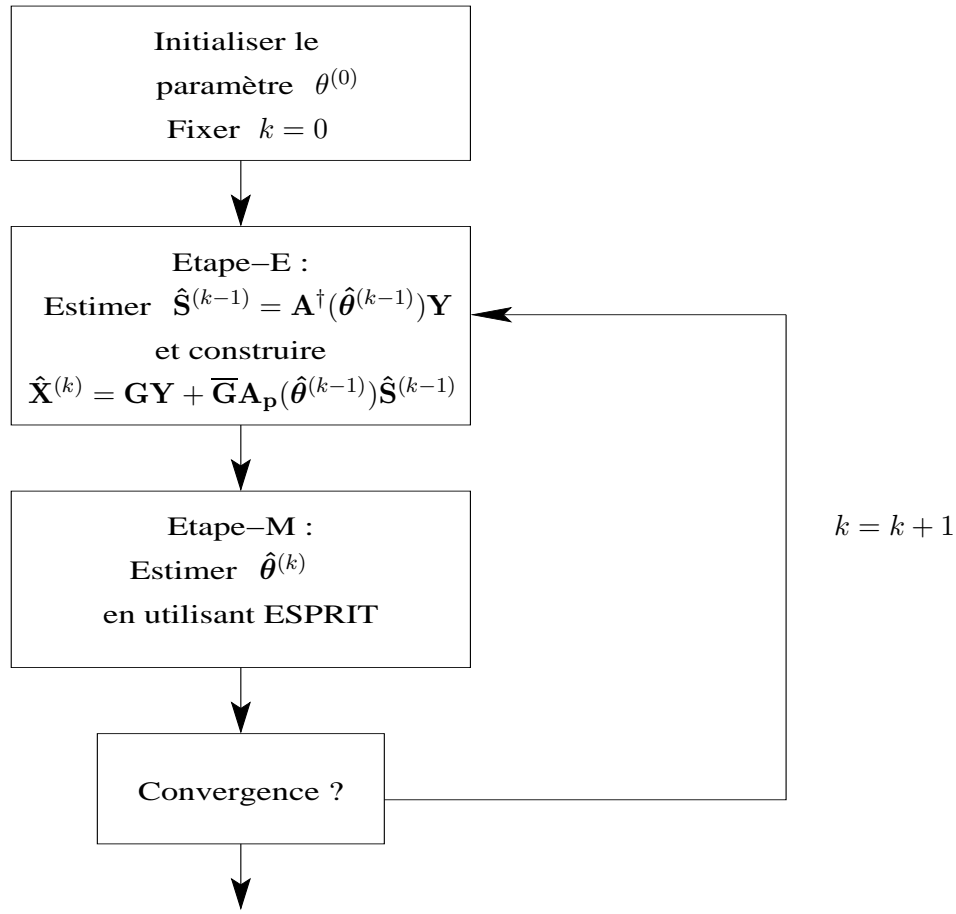 Initialiser le
paramètre θ^(0)
Fixer k = 0
Etape–E :
Estimer Ŝ^(k−1) = A^†(θ̂^(k−1))Y
et construire
X̂^(k) = GY + G̅A_p(θ̂^(k−1))Ŝ^(k−1)
Etape–M :
Estimer θ̂^(k)
en utilisant ESPRIT
k = k + 1
Convergence ?